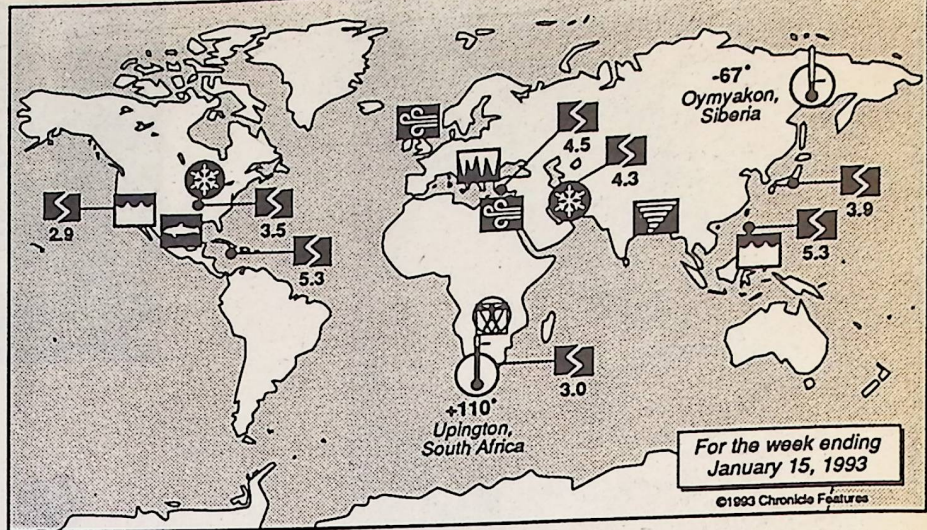 -67°
Oymyakon,
Siberia
4.5
4.3
2.9
3.5
3.9
5.3
5.3
3.0
+110°
Upington,
South Africa
For the week ending
January 15, 1993
©1993 Chronicle Features